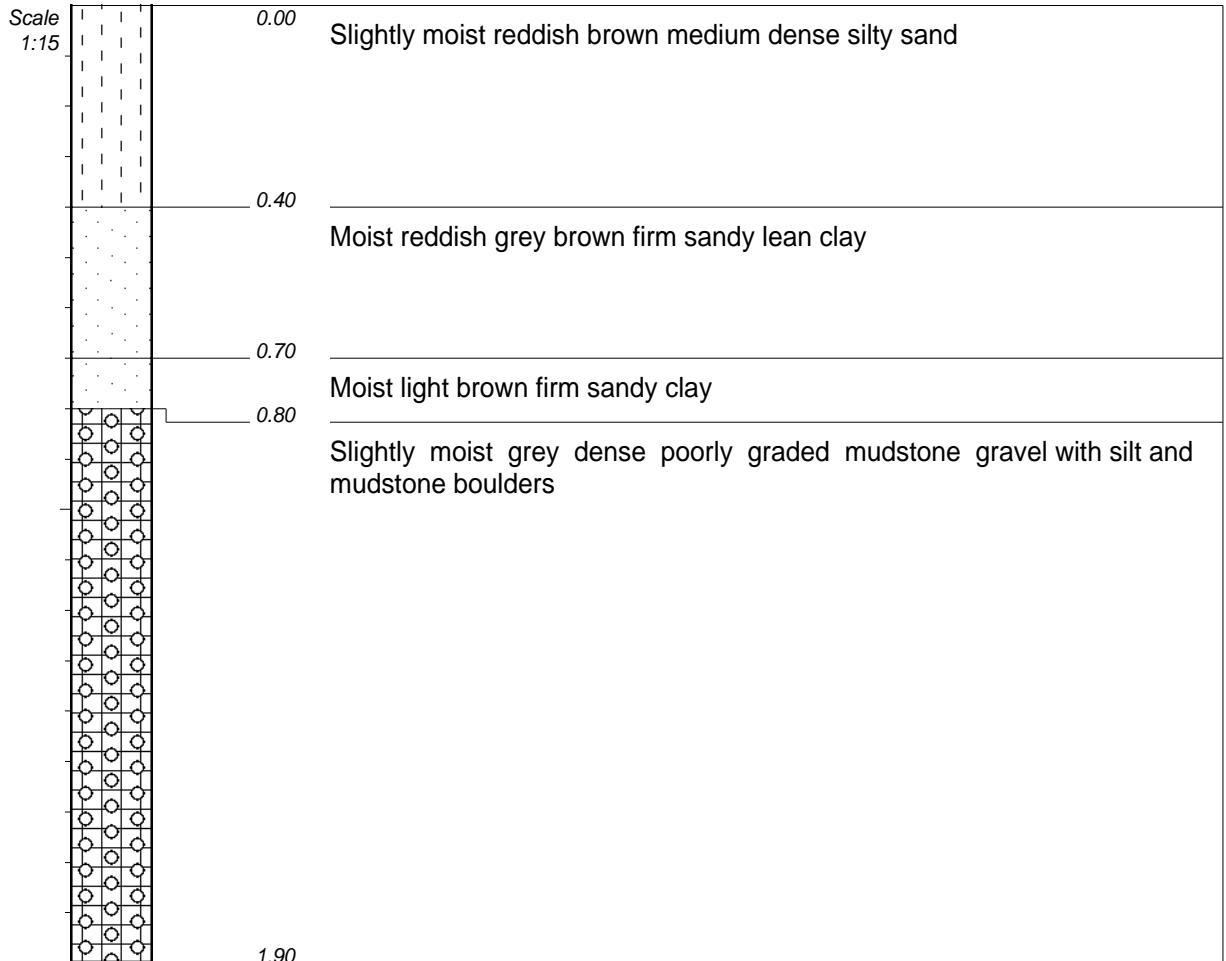 Scale
1:15
0.00
Slightly moist reddish brown medium dense silty sand
0.40
Moist reddish grey brown firm sandy lean clay
0.70
Moist light brown firm sandy clay
0.80
Slightly moist grey dense poorly graded mudstone gravel with silt and
mudstone boulders
1.90